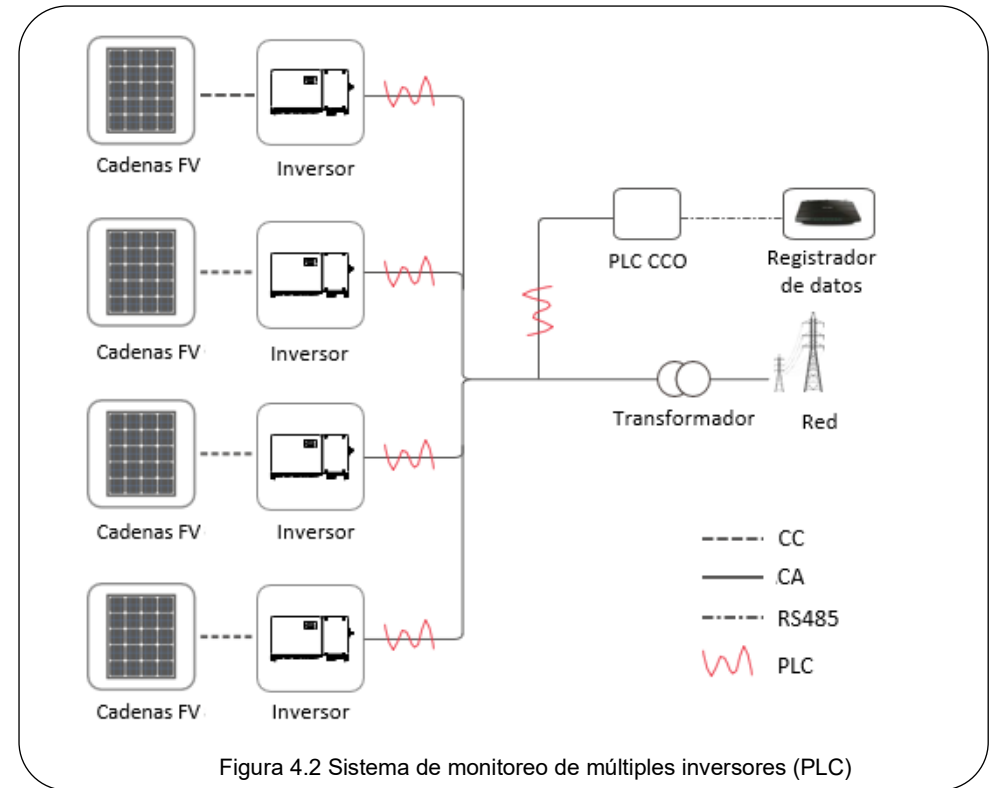 Cadenas FV
Inversor
Cadenas FV
Inversor
Cadenas FV
Inversor
Cadenas FV
Inversor
PLC CCO
Registrador
de datos
Transformador
Red
CC
CA
RS485
PLC
Figura 4.2 Sistema de monitoreo de múltiples inversores (PLC)